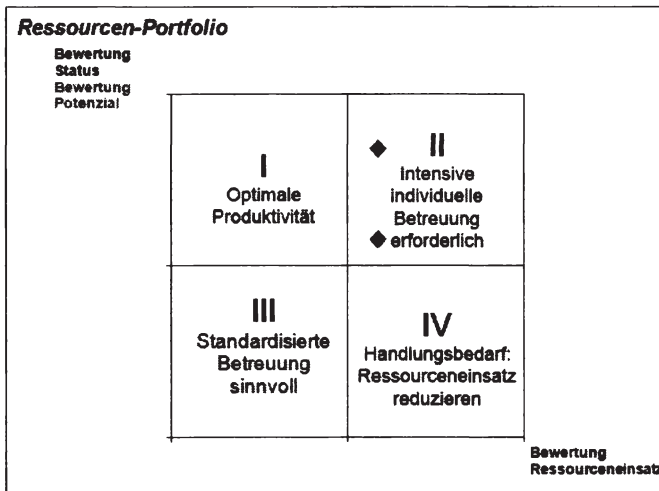 Ressourcen-Portfolio
Bewertung
Status
Bewertung
Potenzial
I
Optimale
Produktivität
II
Intensive
individuelle
Betreuung
erforderlich
III
Standardisierte
Betreuung
sinnvoll
IV
Handlungsbedarf:
Ressourceneinsatz
reduzieren
Bewertung
Ressourceneinsatz